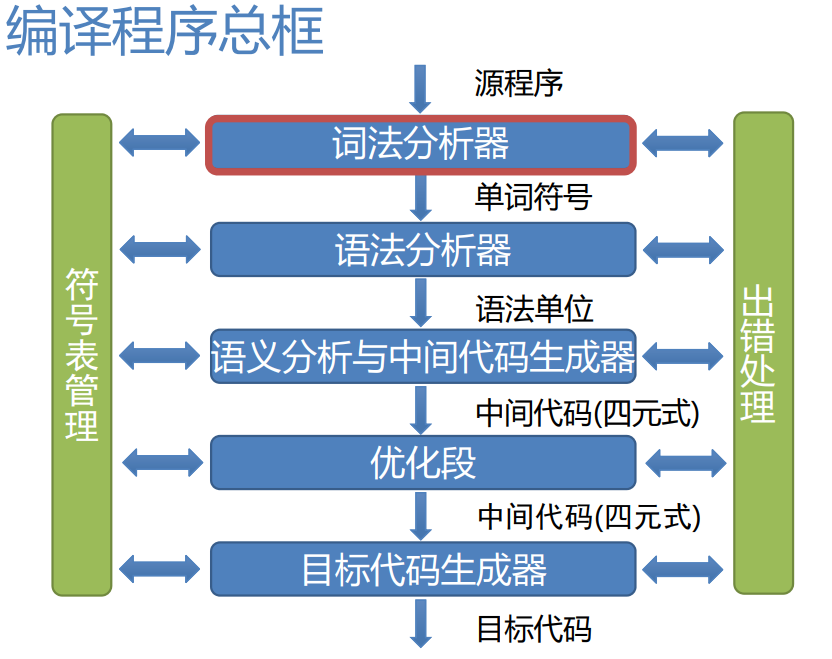 编译程序总框
源程序
词法分析器
单词符号
语法分析器
语法单位
语义分析与中间代码生成器
中间代码(四元式)
优化段
中间代码(四元式)
目标代码生成器
目标代码
符号表管理
出错处理